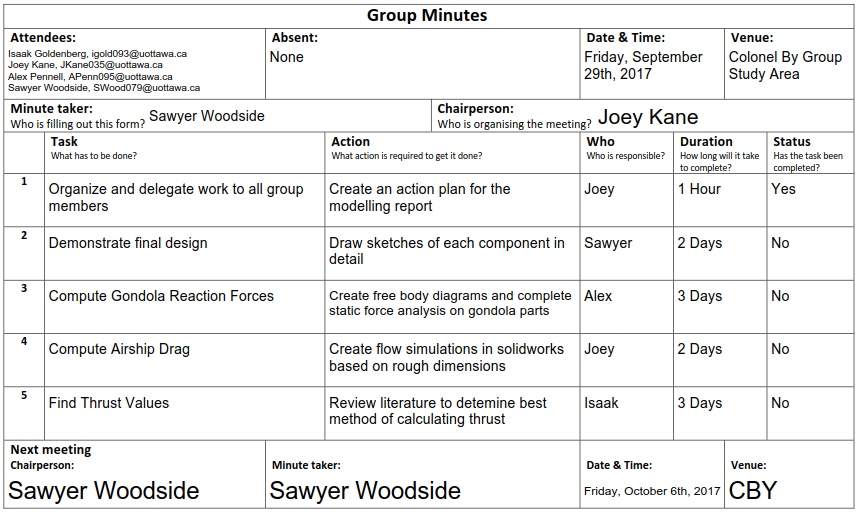 Group Minutes
Attendees:
Isaak Goldenberg, igold093@uottawa.ca
Joey Kane, JKane035@uottawa.ca
Alex Pennell, APenn095@uottawa.ca
Sawyer Woodside, SWood079@uottawa.ca
Absent:
None
Date & Time:
Friday, September
29th, 2017
Venue:
Colonel By Group
Study Area
Minute taker:
Who is filling out this form? Sawyer Woodside
Chairperson:
Who is organising the meeting? Joey Kane
Task
What has to be done?
Action
What action is required to get it done?
Who
Who is responsible?
Duration
How long will it take
to complete?
Status
Has the task been
completed?
1
Organize and delegate work to all group
members
Create an action plan for the
modelling report
Joey
1 Hour
Yes
2
Demonstrate final design
Draw sketches of each component in
detail
Sawyer
2 Days
No
3
Compute Gondola Reaction Forces
Create free body diagrams and complete
static force analysis on gondola parts
Alex
3 Days
No
4
Compute Airship Drag
Create flow simulations in solidworks
based on rough dimensions
Joey
2 Days
No
5
Find Thrust Values
Review literature to detemine best
method of calculating thrust
Isaak
3 Days
No
Next meeting
Chairperson:
Sawyer Woodside
Minute taker:
Sawyer Woodside
Date & Time:
Friday, October 6th, 2017
Venue:
CBY